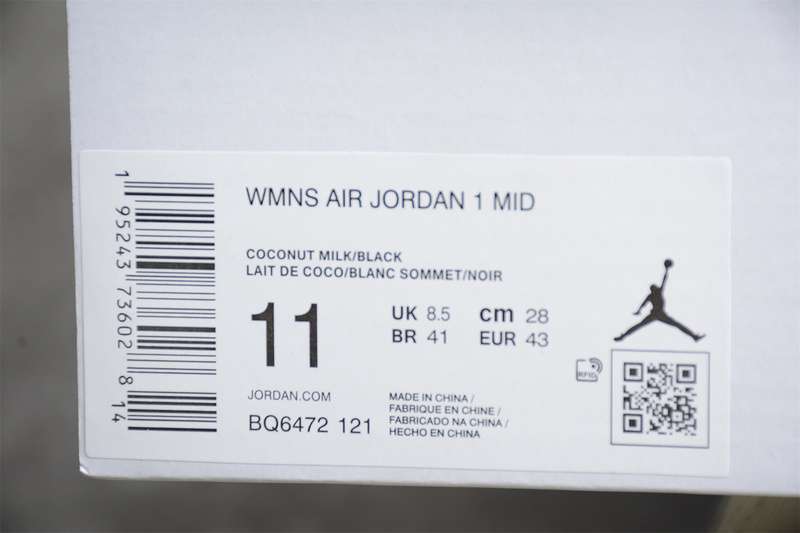 WMNS AIR JORDAN 1 MID
COCONUT MILK/BLACK
LAIT DE COCO/BLANC SOMMET/NOIR
11
UK 8.5 cm 28
BR 41 EUR 43
JORDAN.COM
BQ6472 121
MADE IN CHINA /
FABRIQUE EN CHINE /
FABRICADO NA CHINA /
HECHO EN CHINA
RFID
1 95243 73602 8 14